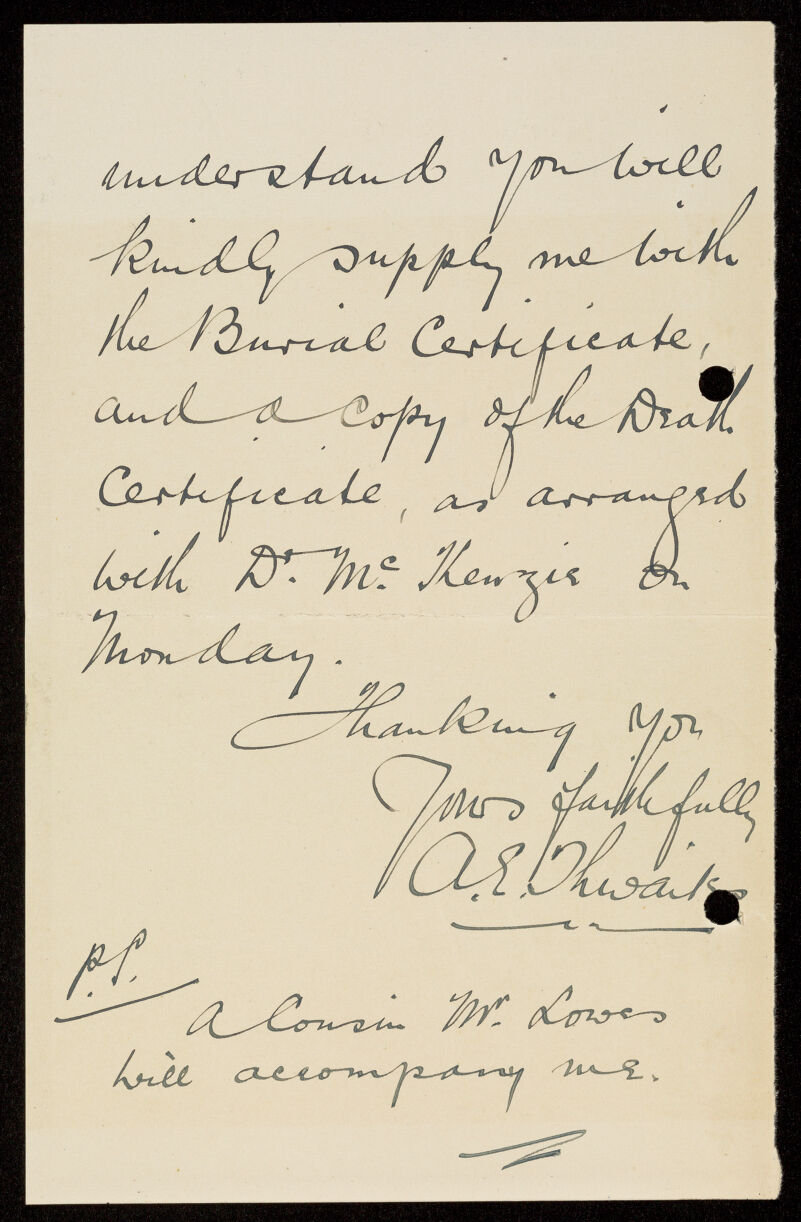 understand you will
kindly supply me with
the Burial Certificate,
and a copy of the Death
Certificate, as arranged
with Dr. Mc. Kenzie on
Monday.
Thanking you
Yours faithfully
A.E. Thwaites
P.S.
A Cousin Mr. Lowes
will accompany me.